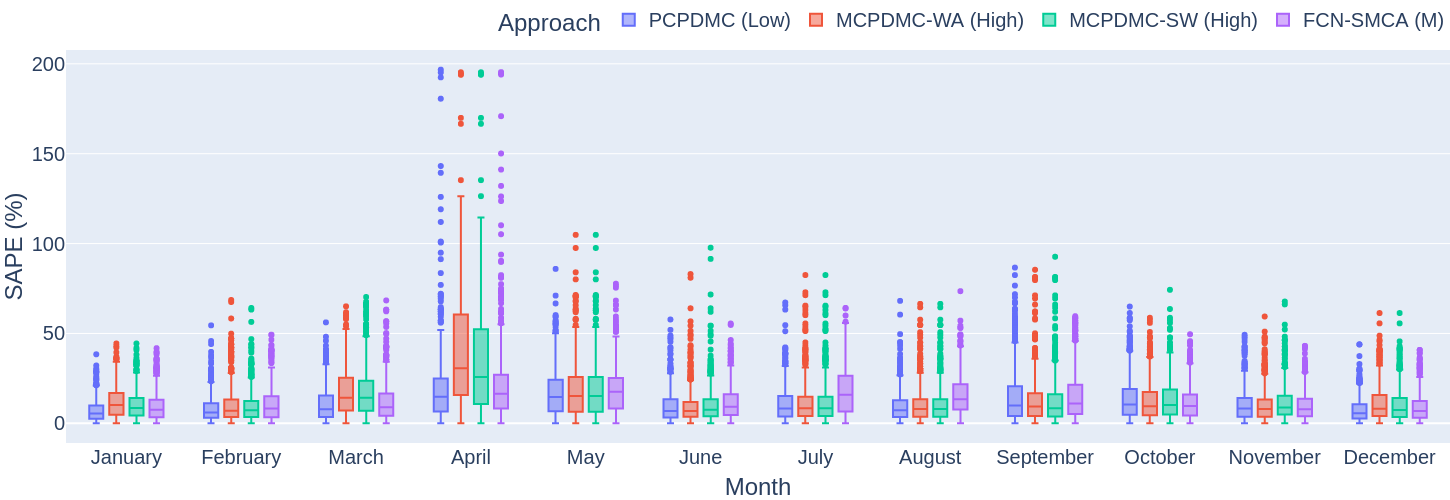 Approach PCPDMC (Low) MCPDMC-WA (High) MCPDMC-SW (High) FCN-SMCA (M)
200
150
100
50
0
SAPE (%)
January February March April May June July August September October November December
Month